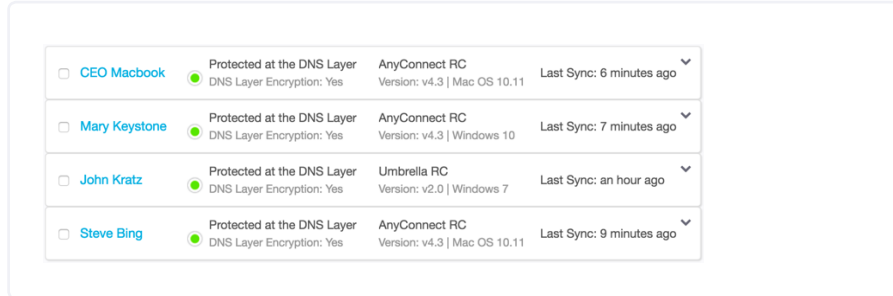 CEO Macbook
Protected at the DNS Layer
DNS Layer Encryption: Yes
AnyConnect RC
Version: v4.3 | Mac OS 10.11
Last Sync: 6 minutes ago
Mary Keystone
Protected at the DNS Layer
DNS Layer Encryption: Yes
AnyConnect RC
Version: v4.3 | Windows 10
Last Sync: 7 minutes ago
John Kratz
Protected at the DNS Layer
DNS Layer Encryption: Yes
Umbrella RC
Version: v2.0 | Windows 7
Last Sync: an hour ago
Steve Bing
Protected at the DNS Layer
DNS Layer Encryption: Yes
AnyConnect RC
Version: v4.3 | Mac OS 10.11
Last Sync: 9 minutes ago